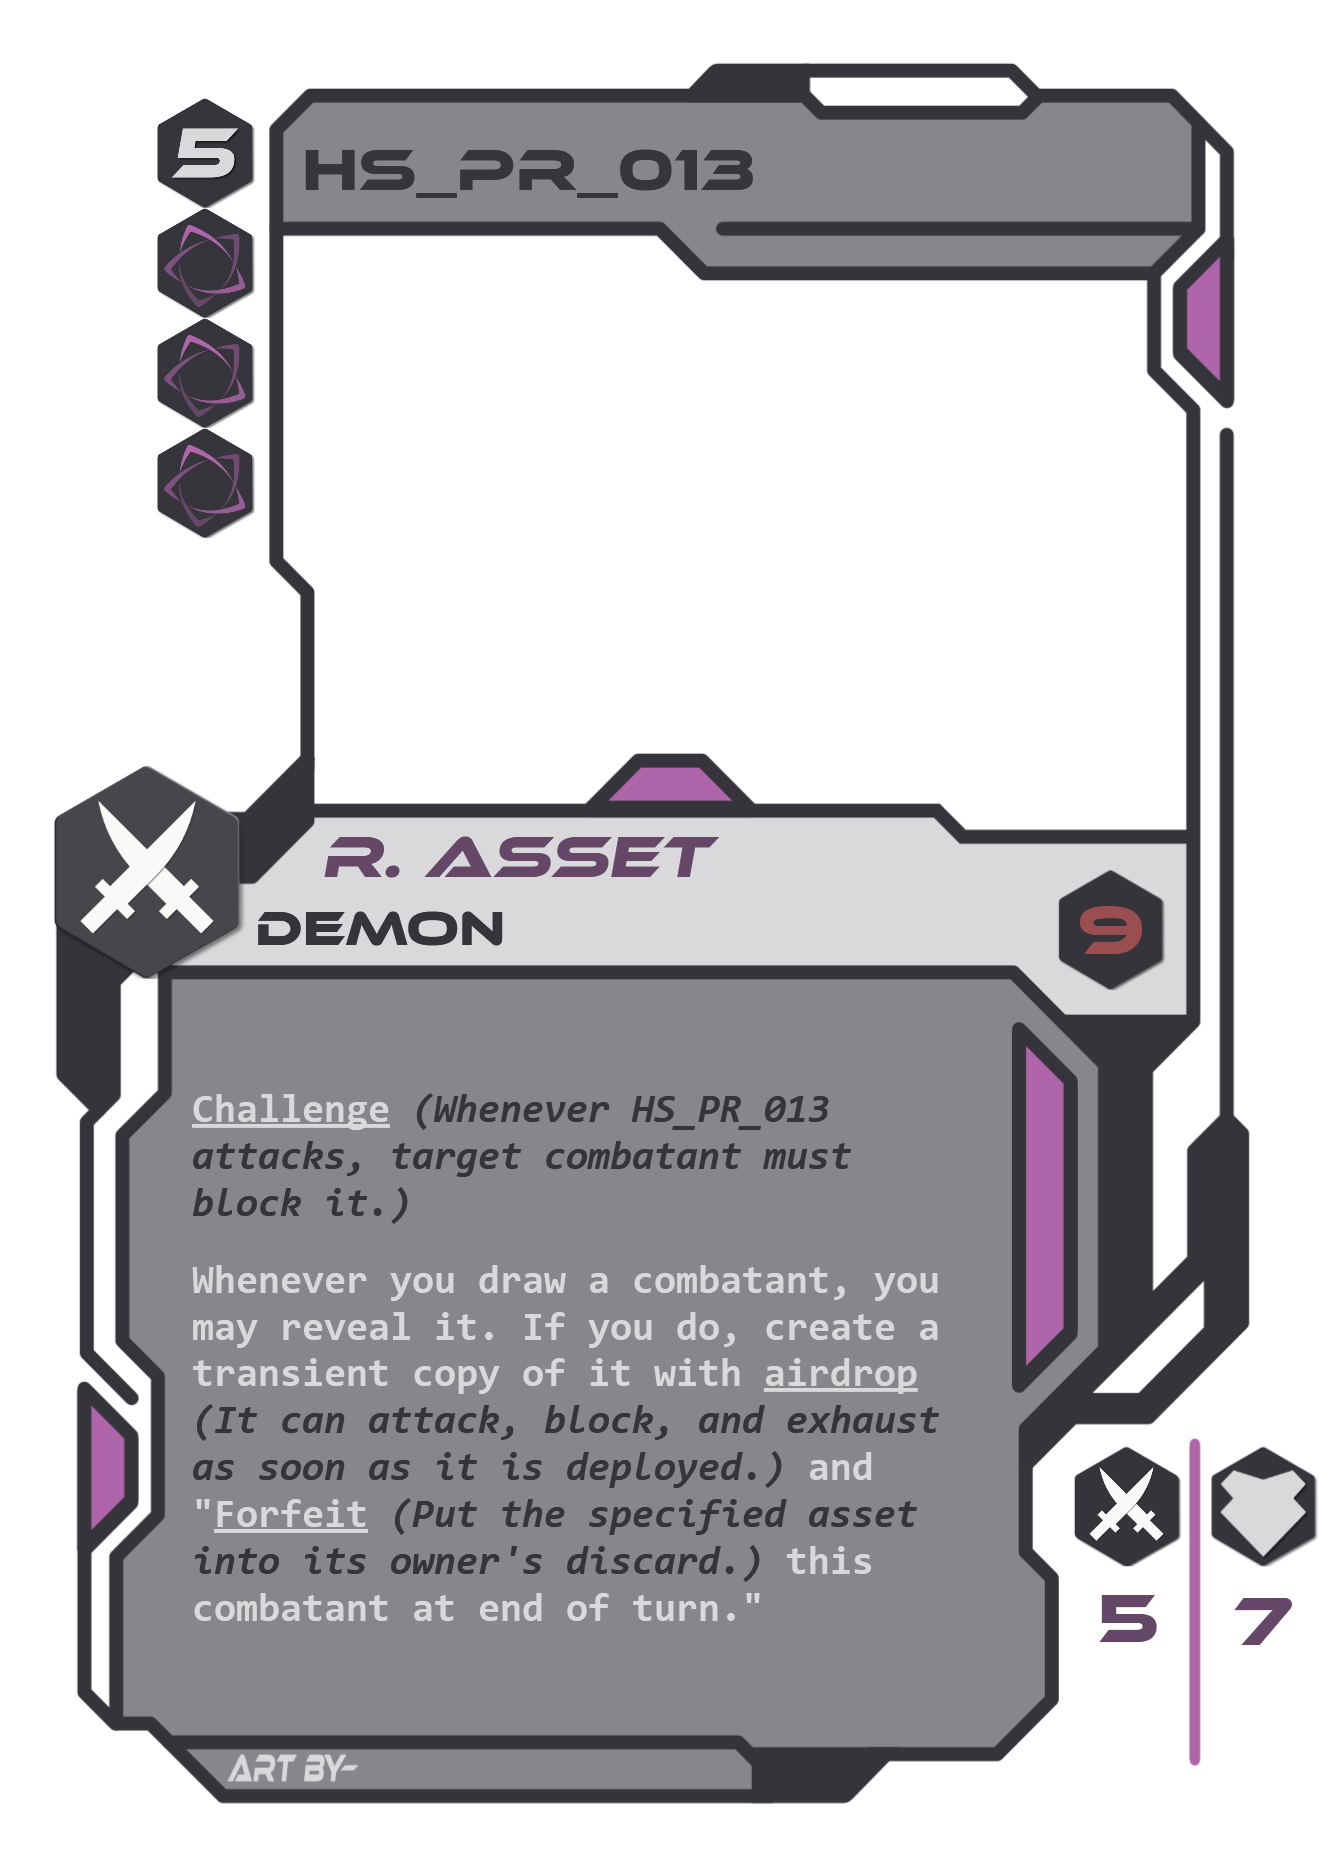 5
HS_PR_013
R. ASSET
DEMON
9
Challenge (Whenever HS_PR_013
attacks, target combatant must
block it.)
Whenever you draw a combatant, you
may reveal it. If you do, create a
transient copy of it with airdrop
(It can attack, block, and exhaust
as soon as it is deployed.) and
"Forfeit (Put the specified asset
into its owner's discard.) this
combatant at end of turn."
5
7
ART BY-